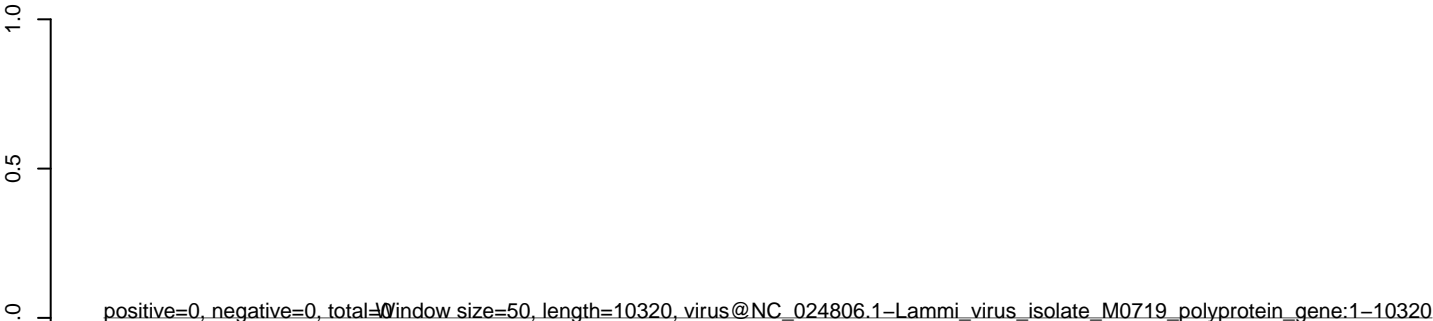 1.0
0.5
.0
positive=0, negative=0, total=0
Window size=50, length=10320, virus@NC_024806.1−Lammi_virus_isolate_M0719_polyprotein_gene:1−10320